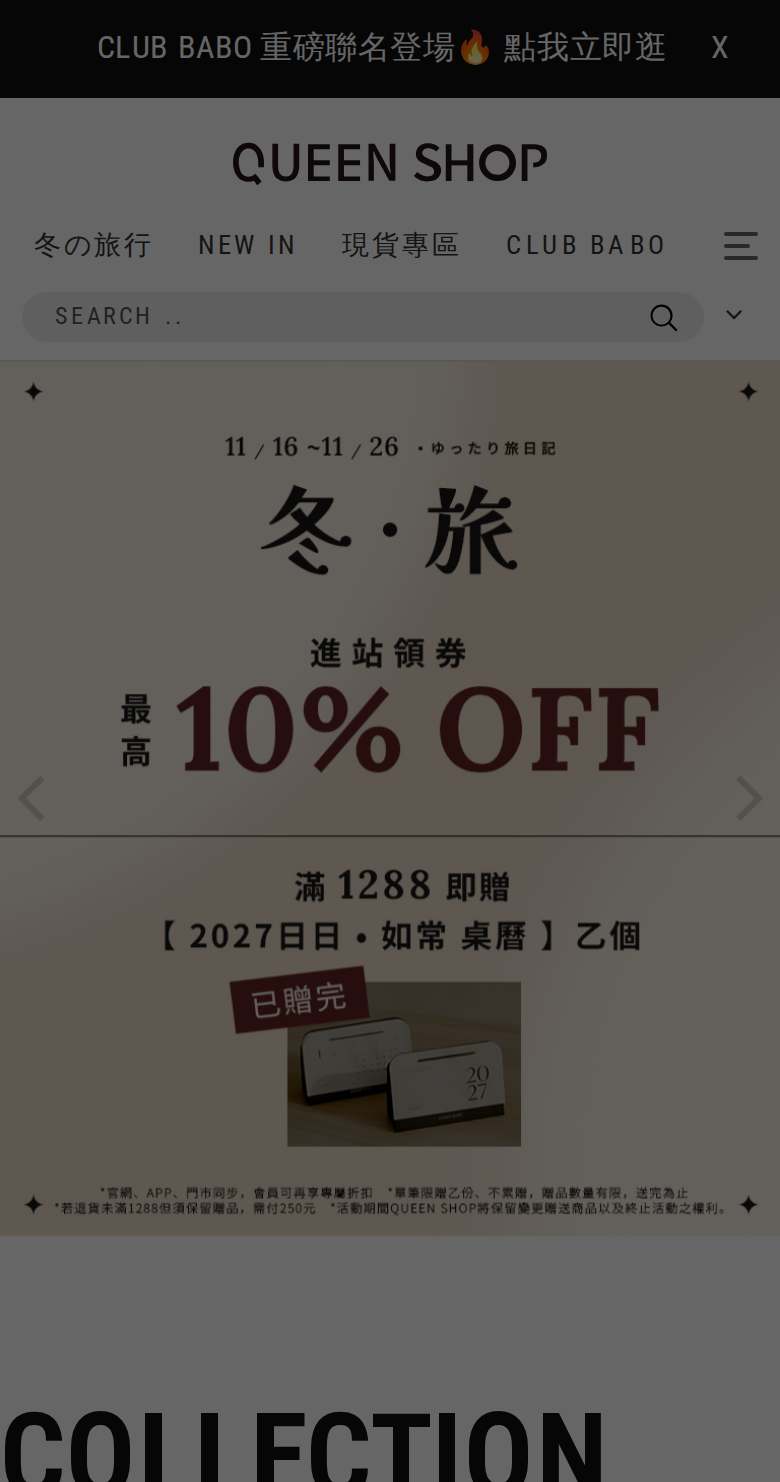 CLUB BABO 重磅聯名登場🔥 點我立即逛 X
QUEEN SHOP
冬の旅行 NEW IN 現貨專區 CLUB BABO
SEARCH ..
11 / 16 ~11 / 26 ・ゆったり旅日記
冬・旅
進站領券
最高 10% OFF
滿 1288 即贈
【 2027日日 • 如常 桌曆 】乙個
已贈完
20
27
*官網、APP、門市同步，會員可再享專屬折扣 *單筆限贈乙份、不累贈，贈品數量有限，送完為止
*若退貨未滿1288但須保留贈品，需付250元 *活動期間QUEEN SHOP將保留變更贈送商品以及終止活動之權利。
COLLECTION